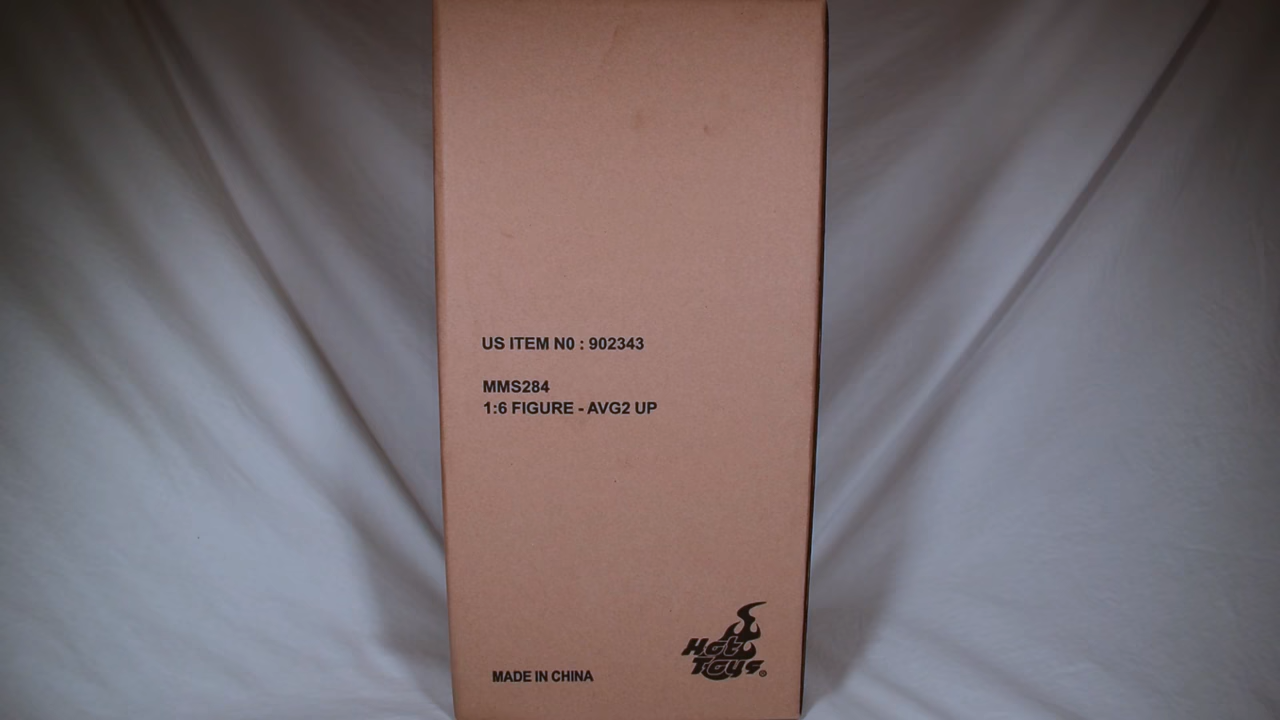 US ITEM N0 : 902343
MMS284
1:6 FIGURE - AVG2 UP
Hot
Toys®
MADE IN CHINA